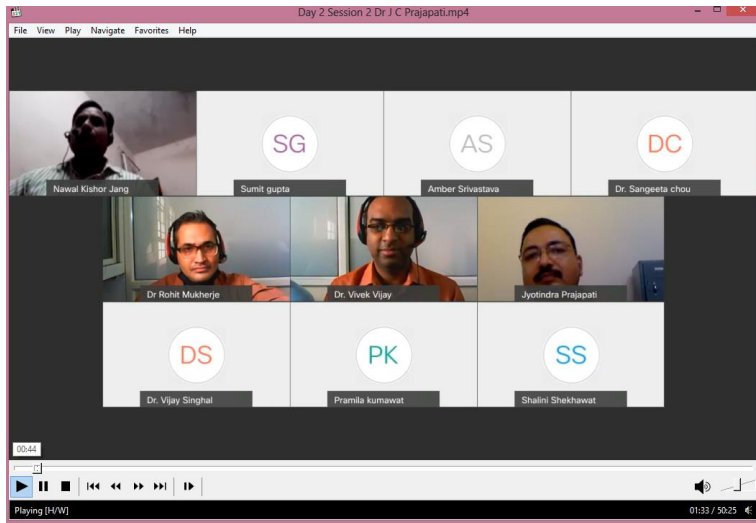 Day 2 Session 2 Dr J C Prajapati.mp4
File View Play Navigate Favorites Help
SG AS DC
Nawal Kishor Jang Sumit gupta Amber Srivastava Dr. Sangeeta chou
Dr Rohit Mukherje Dr. Vivek Vijay Jyotindra Prajapati
DS PK SS
Dr. Vijay Singhal Pramila kumawat Shalini Shekhawat
00:44
Playing [H/W] 01:33 / 50:25